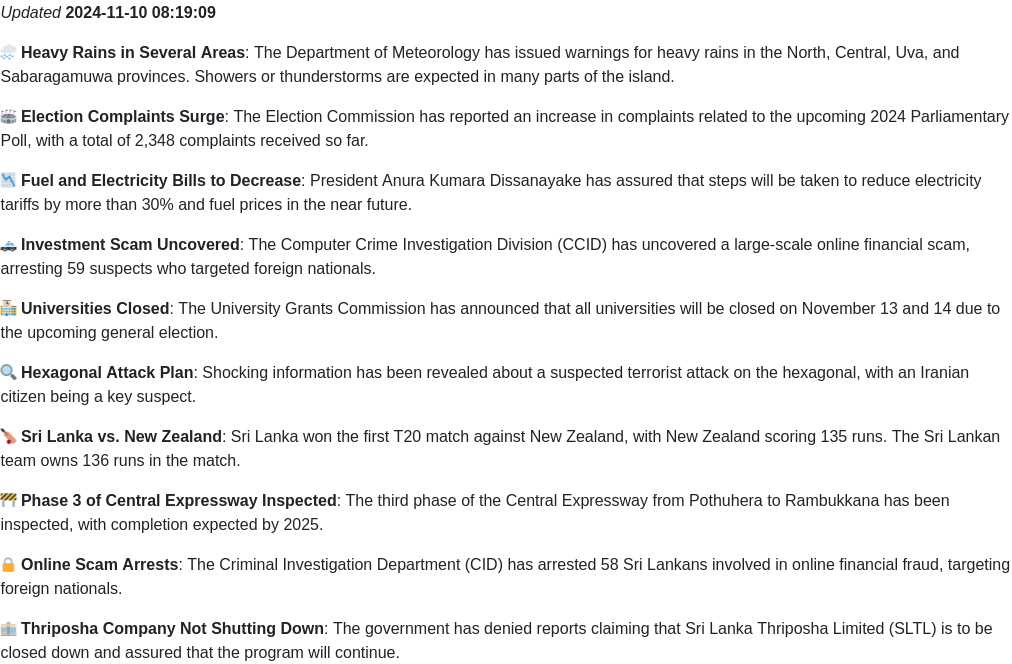 Updated 2024-11-10 08:19:09
Heavy Rains in Several Areas: The Department of Meteorology has issued warnings for heavy rains in the North, Central, Uva, and
Sabaragamuwa provinces. Showers or thunderstorms are expected in many parts of the island.
Election Complaints Surge: The Election Commission has reported an increase in complaints related to the upcoming 2024 Parliamentary
Poll, with a total of 2,348 complaints received so far.
Fuel and Electricity Bills to Decrease: President Anura Kumara Dissanayake has assured that steps will be taken to reduce electricity
tariffs by more than 30% and fuel prices in the near future.
Investment Scam Uncovered: The Computer Crime Investigation Division (CCID) has uncovered a large-scale online financial scam,
arresting 59 suspects who targeted foreign nationals.
Universities Closed: The University Grants Commission has announced that all universities will be closed on November 13 and 14 due to
the upcoming general election.
Hexagonal Attack Plan: Shocking information has been revealed about a suspected terrorist attack on the hexagonal, with an Iranian
citizen being a key suspect.
Sri Lanka vs. New Zealand: Sri Lanka won the first T20 match against New Zealand, with New Zealand scoring 135 runs. The Sri Lankan
team owns 136 runs in the match.
Phase 3 of Central Expressway Inspected: The third phase of the Central Expressway from Pothuhera to Rambukkana has been
inspected, with completion expected by 2025.
Online Scam Arrests: The Criminal Investigation Department (CID) has arrested 58 Sri Lankans involved in online financial fraud, targeting
foreign nationals.
Thriposha Company Not Shutting Down: The government has denied reports claiming that Sri Lanka Thriposha Limited (SLTL) is to be
closed down and assured that the program will continue.